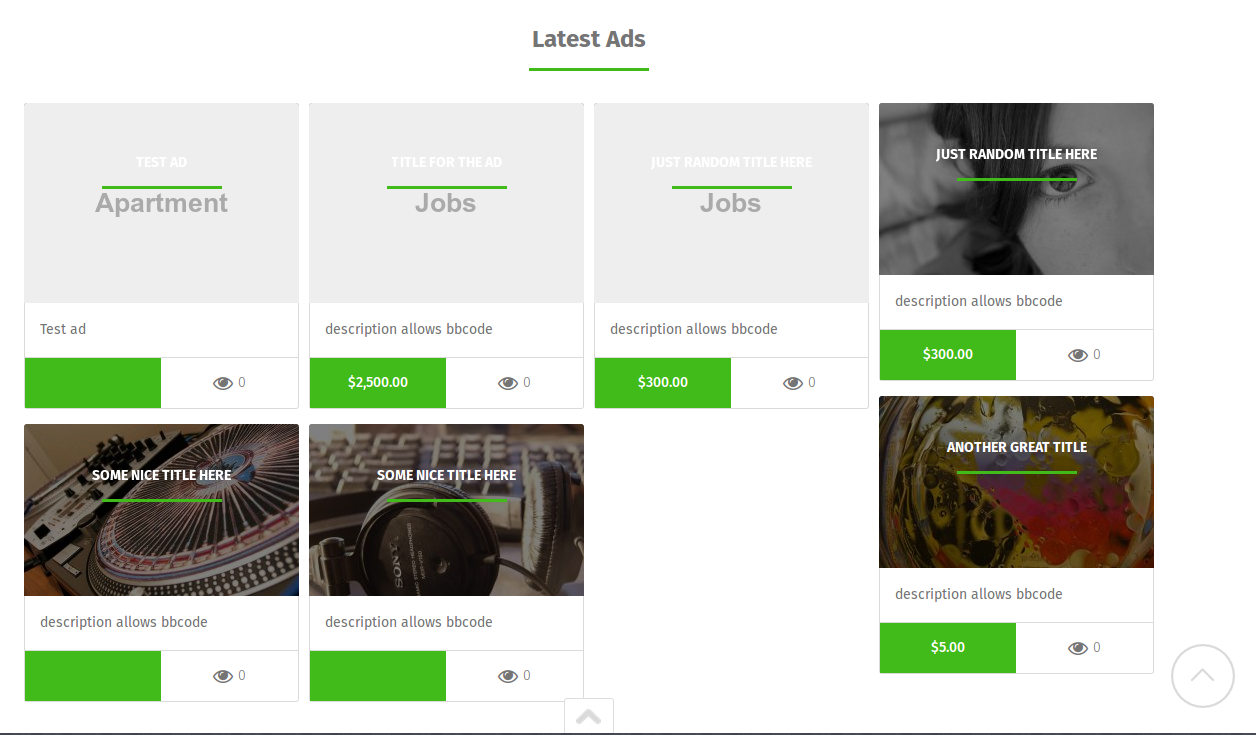 Latest Ads
TEST AD
Apartment
Test ad
0
TITLE FOR THE AD
Jobs
description allows bbcode
$2,500.00
0
JUST RANDOM TITLE HERE
Jobs
description allows bbcode
$300.00
0
JUST RANDOM TITLE HERE
description allows bbcode
$300.00
0
SOME NICE TITLE HERE
description allows bbcode
0
SOME NICE TITLE HERE
SONY
description allows bbcode
0
ANOTHER GREAT TITLE
description allows bbcode
$5.00
0